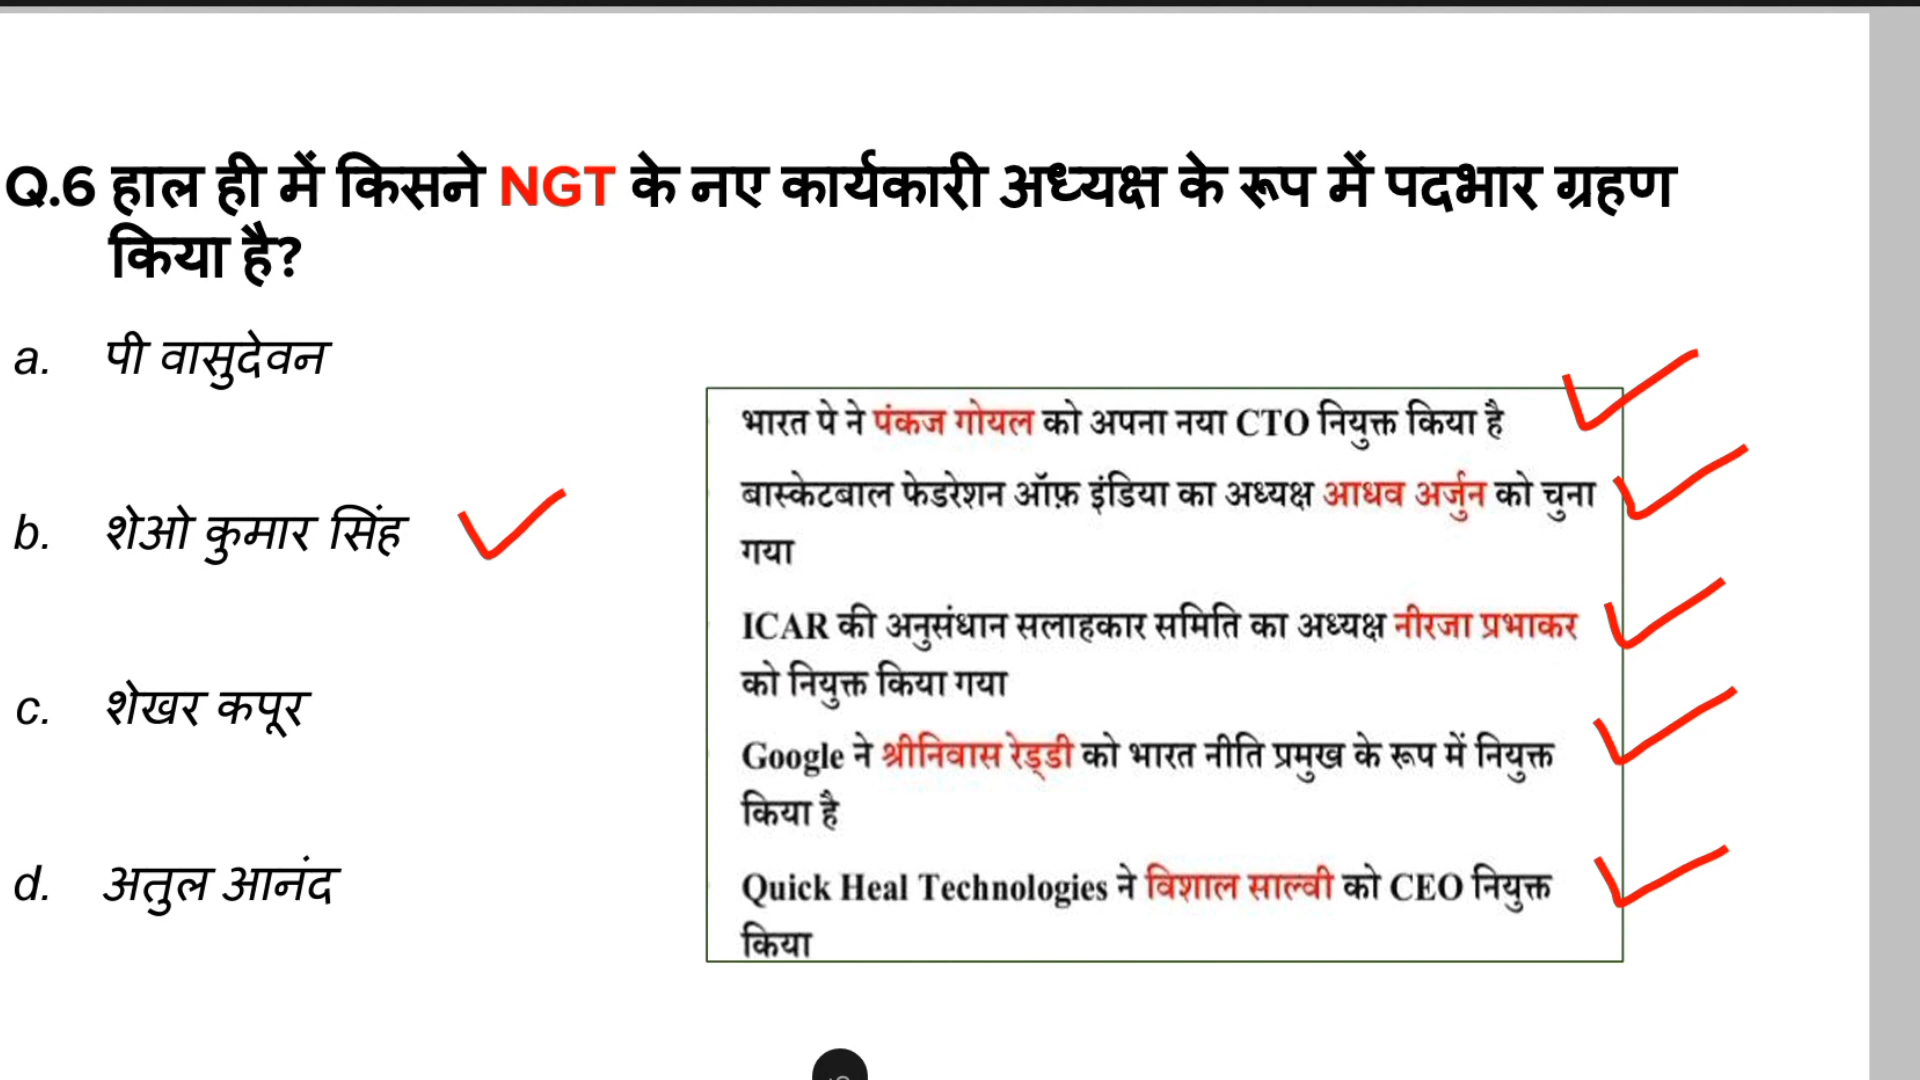 Q.6 हाल ही में किसने NGT के नए कार्यकारी अध्यक्ष के रूप में पदभार ग्रहण
किया है?
a. पी वासुदेवन
b. शेओ कुमार सिंह
c. शेखर कपूर
d. अतुल आनंद
भारत पे ने पंकज गोयल को अपना नया CTO नियुक्त किया है
बास्केटबाल फेडरेशन ऑफ़ इंडिया का अध्यक्ष आधव अर्जुन को चुना
गया
ICAR की अनुसंधान सलाहकार समिति का अध्यक्ष नीरजा प्रभाकर
को नियुक्त किया गया
Google ने श्रीनिवास रेड्डी को भारत नीति प्रमुख के रूप में नियुक्त
किया है
Quick Heal Technologies ने विशाल साल्वी को CEO नियुक्त
किया